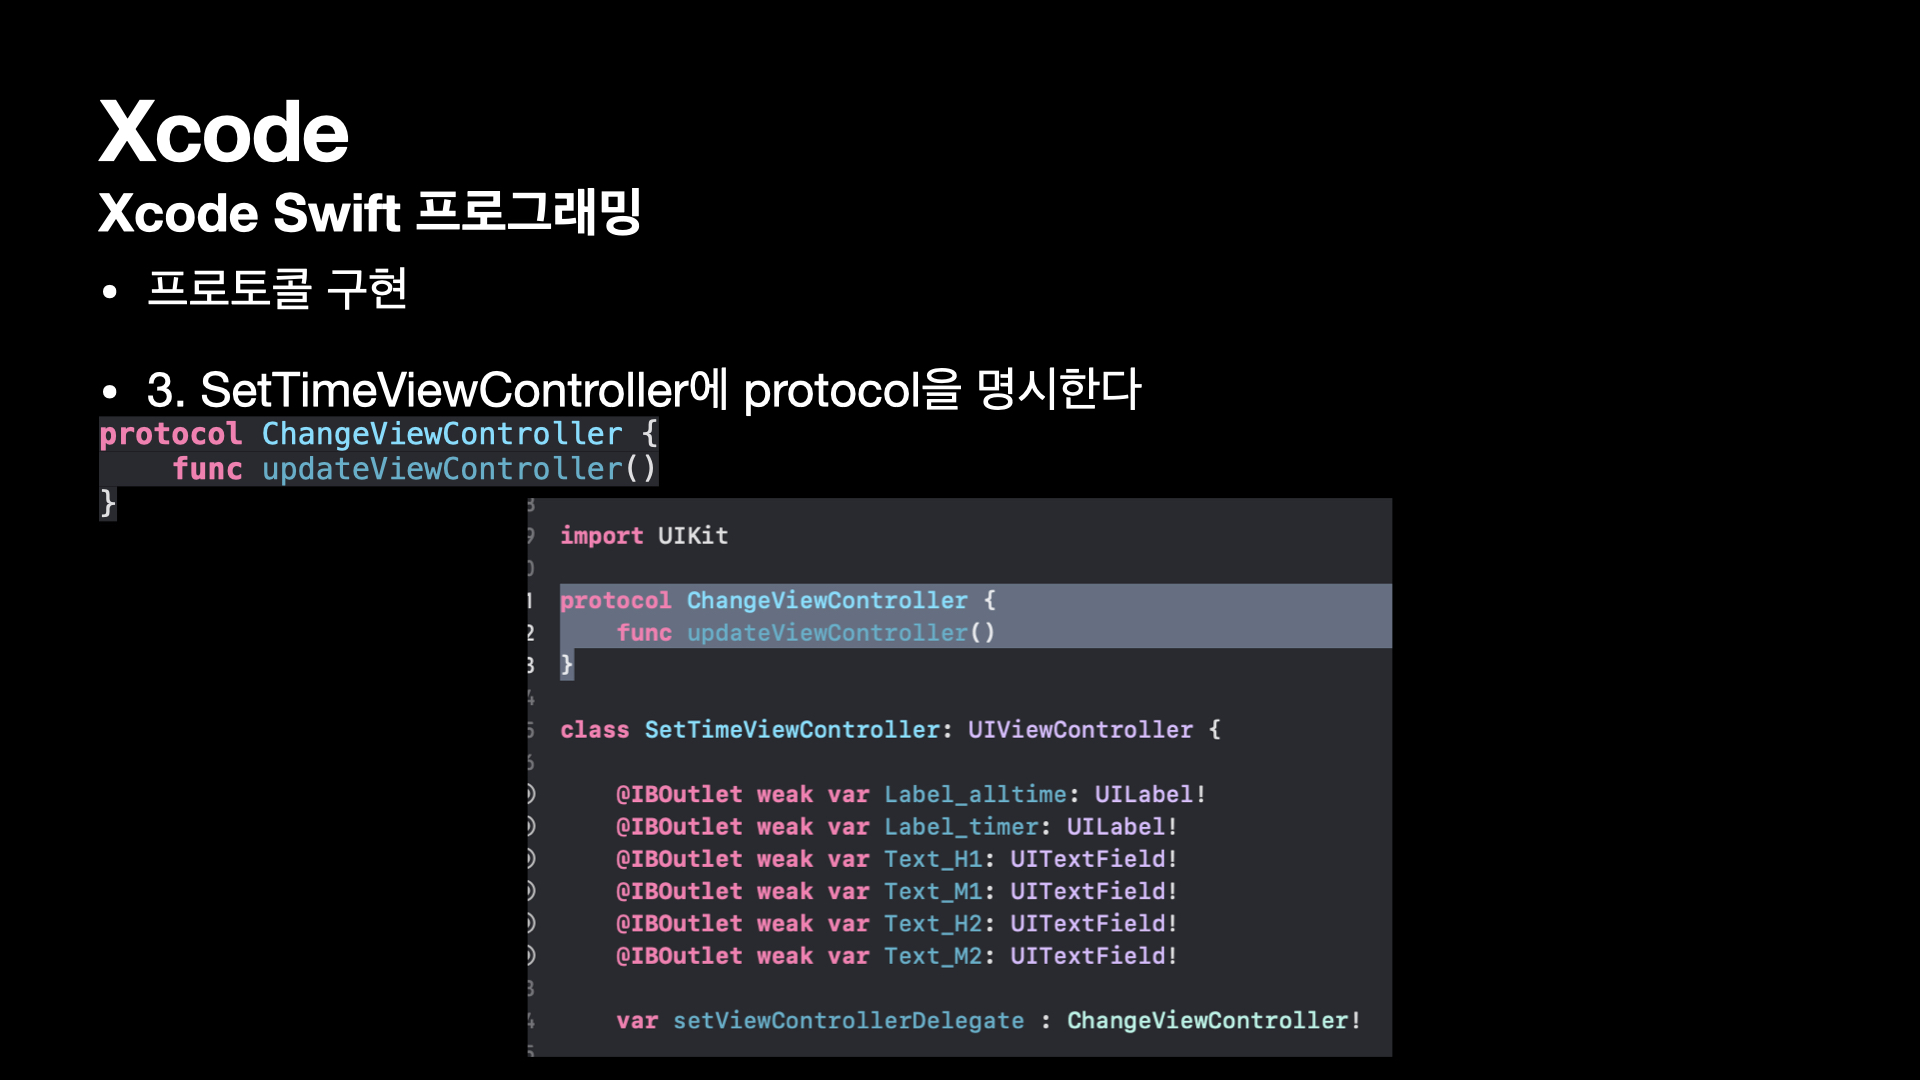 Xcode
Xcode Swift 프로그래밍
• 프로토콜 구현
• 3. SetTimeViewController에 protocol을 명시한다
protocol ChangeViewController {
    func updateViewController()
}
import UIKit
protocol ChangeViewController {
    func updateViewController()
}
class SetTimeViewController: UIViewController {
    @IBOutlet weak var Label_alltime: UILabel!
    @IBOutlet weak var Label_timer: UILabel!
    @IBOutlet weak var Text_H1: UITextField!
    @IBOutlet weak var Text_M1: UITextField!
    @IBOutlet weak var Text_H2: UITextField!
    @IBOutlet weak var Text_M2: UITextField!
    var setViewControllerDelegate : ChangeViewController!